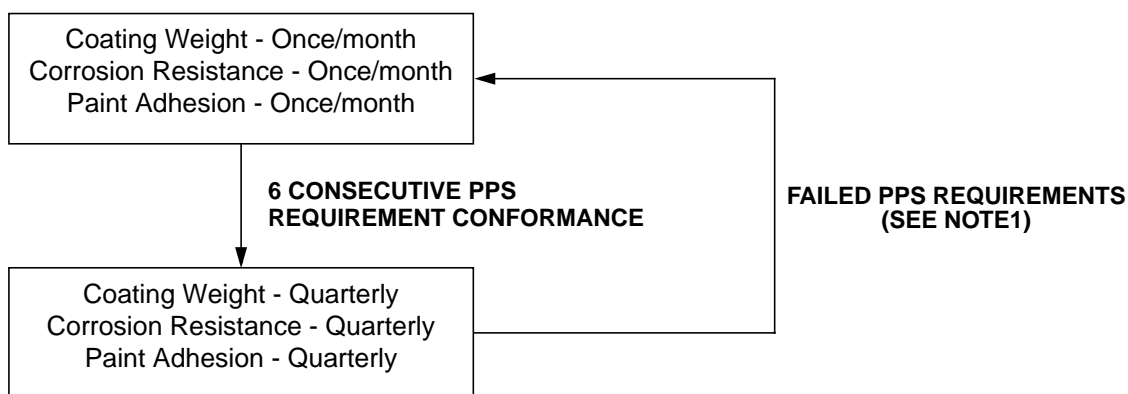 Coating Weight - Once/month
Corrosion Resistance - Once/month
Paint Adhesion - Once/month
6 CONSECUTIVE PPS
REQUIREMENT CONFORMANCE
FAILED PPS REQUIREMENTS
(SEE NOTE1)
Coating Weight - Quarterly
Corrosion Resistance - Quarterly
Paint Adhesion - Quarterly